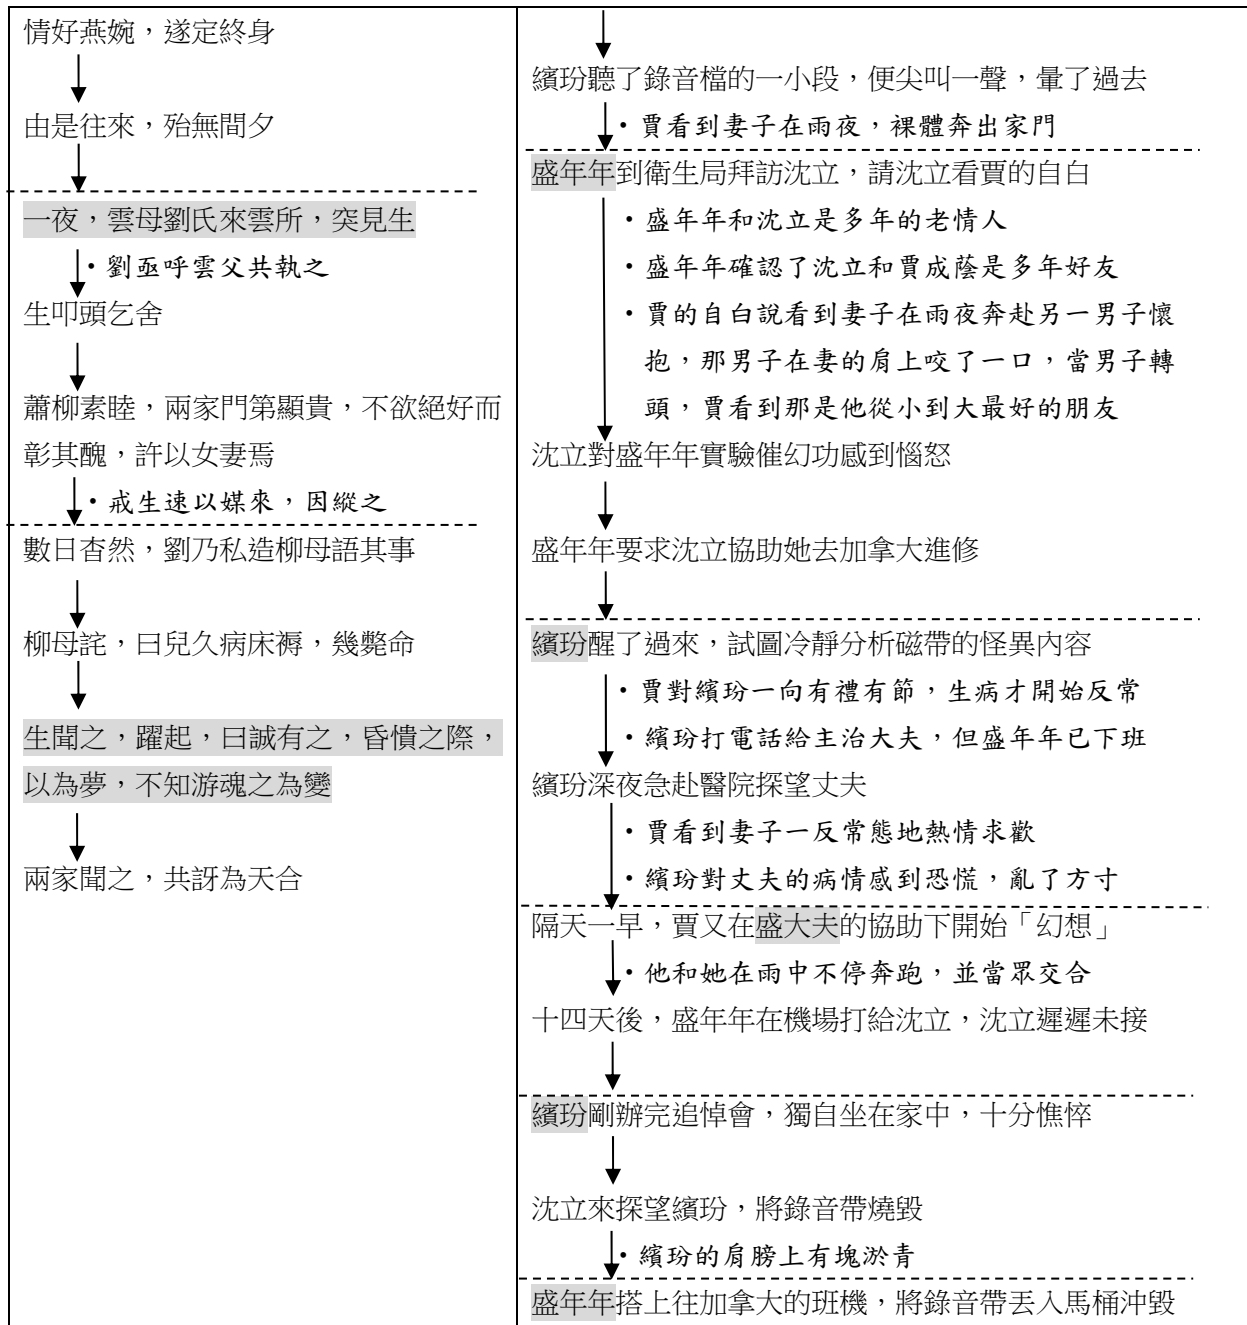 情好燕婉，遂定終身
由是往來，殆無間夕
一夜，雲母劉氏來雲所，突見生
・劉亟呼雲父共執之
生叩頭乞舍
蕭柳素睦，兩家門第顯貴，不欲絕好而
彰其醜，許以女妻焉
・戒生速以媒來，因縱之
數日杳然，劉乃私造柳母語其事
柳母詫，曰兒久病床褥，幾斃命
生聞之，躍起，曰誠有之，昏憒之際，
以為夢，不知游魂之為變
兩家聞之，共訝為天合
繽玢聽了錄音檔的一小段，便尖叫一聲，暈了過去
・賈看到妻子在雨夜，裸體奔出家門
盛年年到衛生局拜訪沈立，請沈立看賈的自白
・盛年年和沈立是多年的老情人
・盛年年確認了沈立和賈成蔭是多年好友
・賈的自白說看到妻子在雨夜奔赴另一男子懷
抱，那男子在妻的肩上咬了一口，當男子轉
頭，賈看到那是他從小到大最好的朋友
沈立對盛年年實驗催幻功感到惱怒
盛年年要求沈立協助她去加拿大進修
繽玢醒了過來，試圖冷靜分析磁帶的怪異內容
・賈對繽玢一向有禮有節，生病才開始反常
・繽玢打電話給主治大夫，但盛年年已下班
繽玢深夜急赴醫院探望丈夫
・賈看到妻子一反常態地熱情求歡
・繽玢對丈夫的病情感到恐慌，亂了方寸
隔天一早，賈又在盛大夫的協助下開始「幻想」
・他和她在雨中不停奔跑，並當眾交合
十四天後，盛年年在機場打給沈立，沈立遲遲未接
繽玢剛辦完追悼會，獨自坐在家中，十分憔悴
沈立來探望繽玢，將錄音帶燒毀
・繽玢的肩膀上有塊淤青
盛年年搭上往加拿大的班機，將錄音帶丟入馬桶沖毀